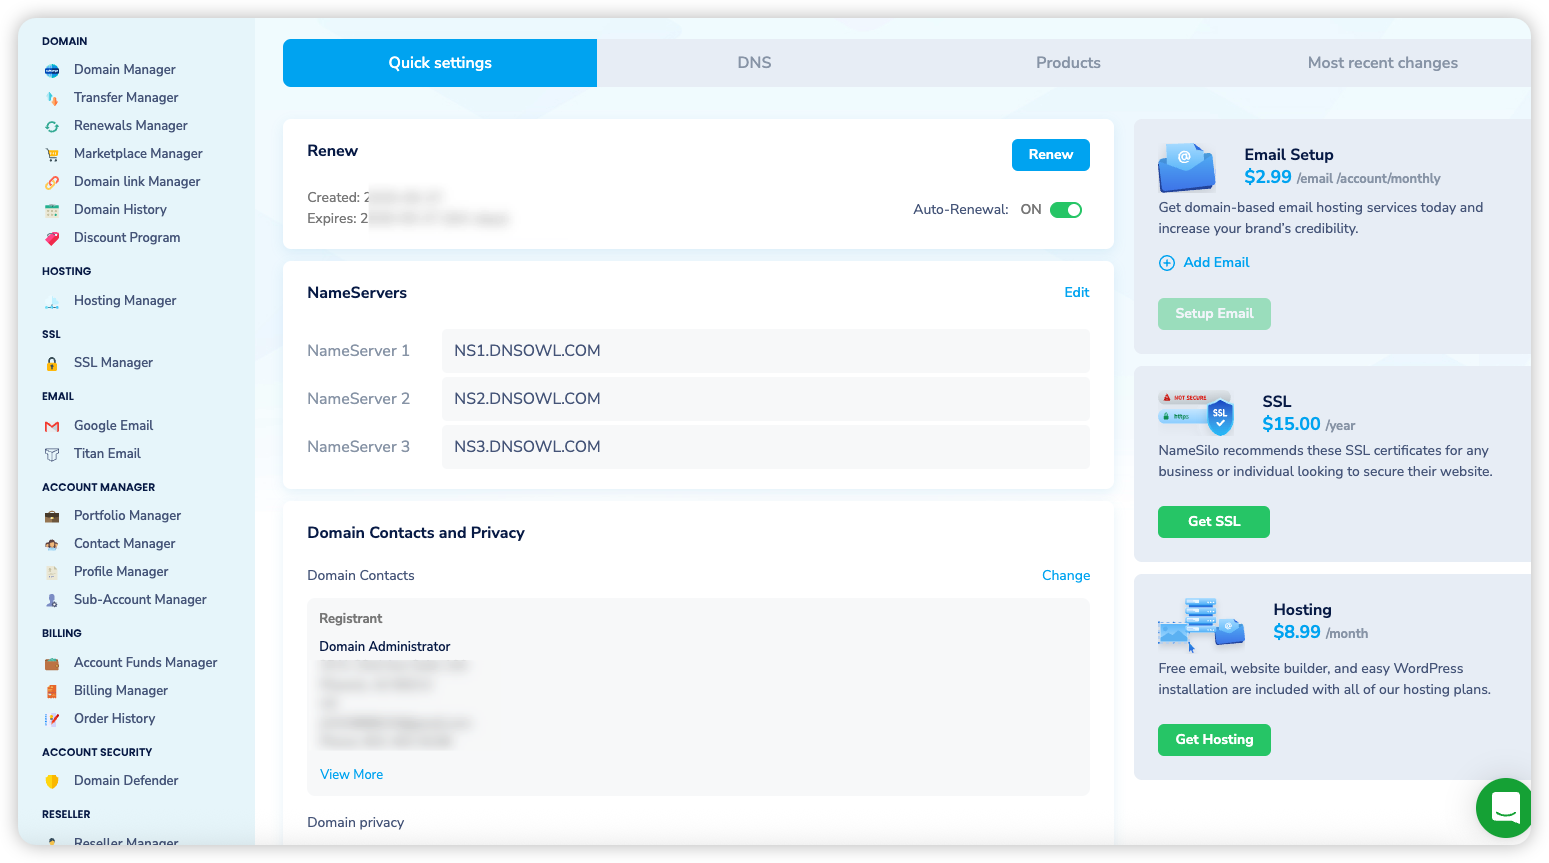 DOMAIN
Domain Manager
Transfer Manager
Renewals Manager
Marketplace Manager
Domain link Manager
Domain History
Discount Program
HOSTING
Hosting Manager
SSL
SSL Manager
EMAIL
Google Email
Titan Email
ACCOUNT MANAGER
Portfolio Manager
Contact Manager
Profile Manager
Sub-Account Manager
BILLING
Account Funds Manager
Billing Manager
Order History
ACCOUNT SECURITY
Domain Defender
RESELLER
Reseller Manager
Quick settings
DNS
Products
Most recent changes
Renew
Renew
Created: 2
Expires: 2
Auto-Renewal: ON
NameServers
Edit
NameServer 1 NS1.DNSOWL.COM
NameServer 2 NS2.DNSOWL.COM
NameServer 3 NS3.DNSOWL.COM
Domain Contacts and Privacy
Domain Contacts
Change
Registrant
Domain Administrator
View More
Domain privacy
Email Setup
$2.99 /email /account/monthly
Get domain-based email hosting services today and
increase your brand's credibility.
Add Email
Setup Email
NOT SECURE
https
SSL
SSL
$15.00 /year
NameSilo recommends these SSL certificates for any
business or individual looking to secure their website.
Get SSL
Hosting
$8.99 /month
Free email, website builder, and easy WordPress
installation are included with all of our hosting plans.
Get Hosting